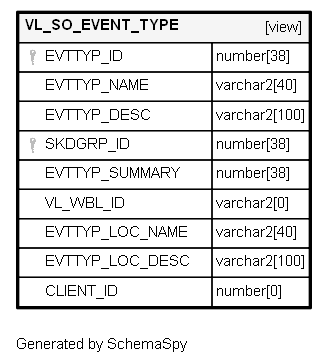 VL_SO_EVENT_TYPE [view]
EVTTYP_ID number[38]
EVTTYP_NAME varchar2[40]
EVTTYP_DESC varchar2[100]
SKDGRP_ID number[38]
EVTTYP_SUMMARY number[38]
VL_WBL_ID varchar2[0]
EVTTYP_LOC_NAME varchar2[40]
EVTTYP_LOC_DESC varchar2[100]
CLIENT_ID number[0]
Generated by SchemaSpy